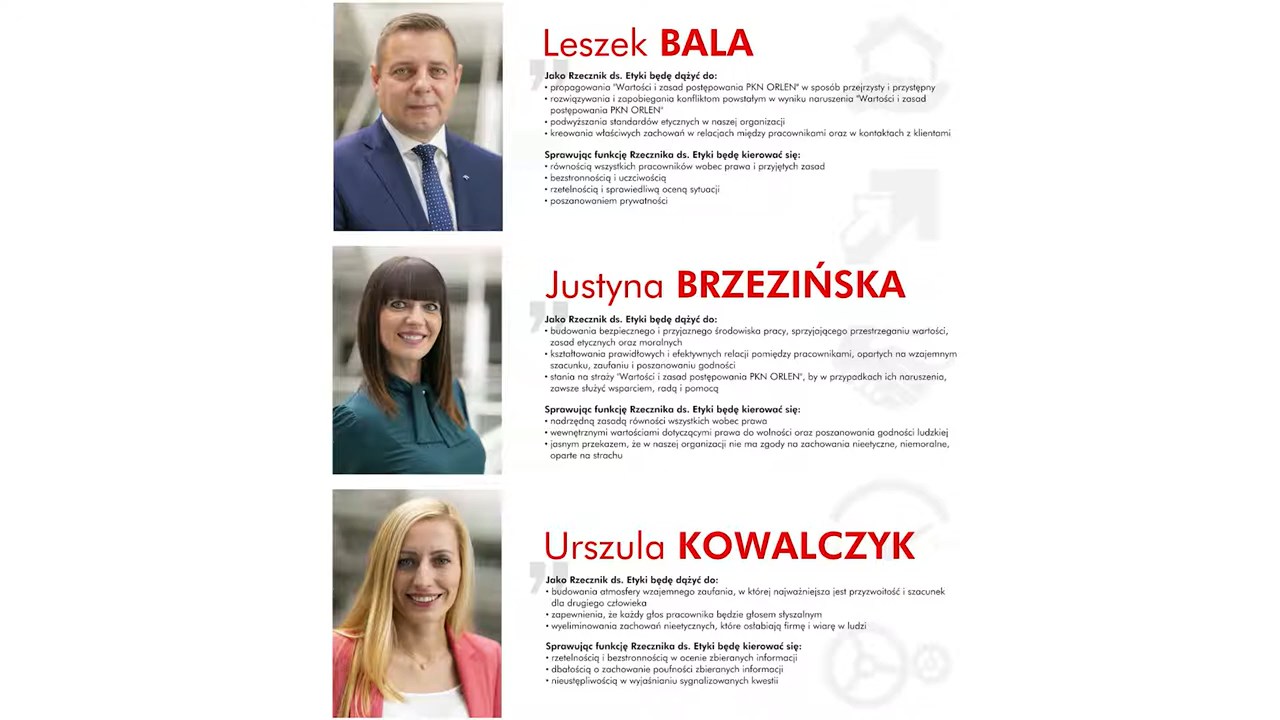 Leszek BALA
Jako Rzecznik ds. Etyki będę dążyć do:
• propagowania "Wartości i zasad postępowania PKN ORLEN" w sposób przejrzysty i przystępny
• rozwiązywania i zapobiegania konfliktom powstałym w wyniku naruszenia "Wartości i zasad
postępowania PKN ORLEN"
• podwyższania standardów etycznych w naszej organizacji
• kreowania właściwych zachowań w relacjach między pracownikami oraz w kontaktach z klientami
Sprawując funkcję Rzecznika ds. Etyki będę kierować się:
• równością wszystkich pracowników wobec prawa i przyjętych zasad
• bezstronnością i uczciwością
• rzetelnością i sprawiedliwą oceną sytuacji
• poszanowaniem prywatności
Justyna BRZEZIŃSKA
Jako Rzecznik ds. Etyki będę dążyć do:
• budowania bezpiecznego i przyjaznego środowiska pracy, sprzyjającego przestrzeganiu wartości,
zasad etycznych oraz moralnych
• kształtowania prawidłowych i efektywnych relacji pomiędzy pracownikami, opartych na wzajemnym
szacunku, zaufaniu i poszanowaniu godności
• stania na straży "Wartości i zasad postępowania PKN ORLEN", by w przypadkach ich naruszenia,
zawsze służyć wsparciem, radą i pomocą
Sprawując funkcję Rzecznika ds. Etyki będę kierować się:
• nadrzędną zasadą równości wszystkich wobec prawa
• wewnętrznymi wartościami dotyczącymi prawa do wolności oraz poszanowania godności ludzkiej
• jasnym przekazem, że w naszej organizacji nie ma zgody na zachowania nieetyczne, niemoralne,
oparte na strachu
Urszula KOWALCZYK
Jako Rzecznik ds. Etyki będę dążyć do:
• budowania atmosfery wzajemnego zaufania, w której najważniejsza jest przyzwoitość i szacunek
dla drugiego człowieka
• zapewnienia, że każdy głos pracownika będzie głosem słyszalnym
• wyeliminowania zachowań nieetycznych, które osłabiają firmę i wiarę w ludzi
Sprawując funkcję Rzecznika ds. Etyki będę kierować się:
• rzetelnością i bezstronnością w ocenie zbieranych informacji
• dbałością o zachowanie poufności zbieranych informacji
• nieustępliwością w wyjaśnianiu sygnalizowanych kwestii